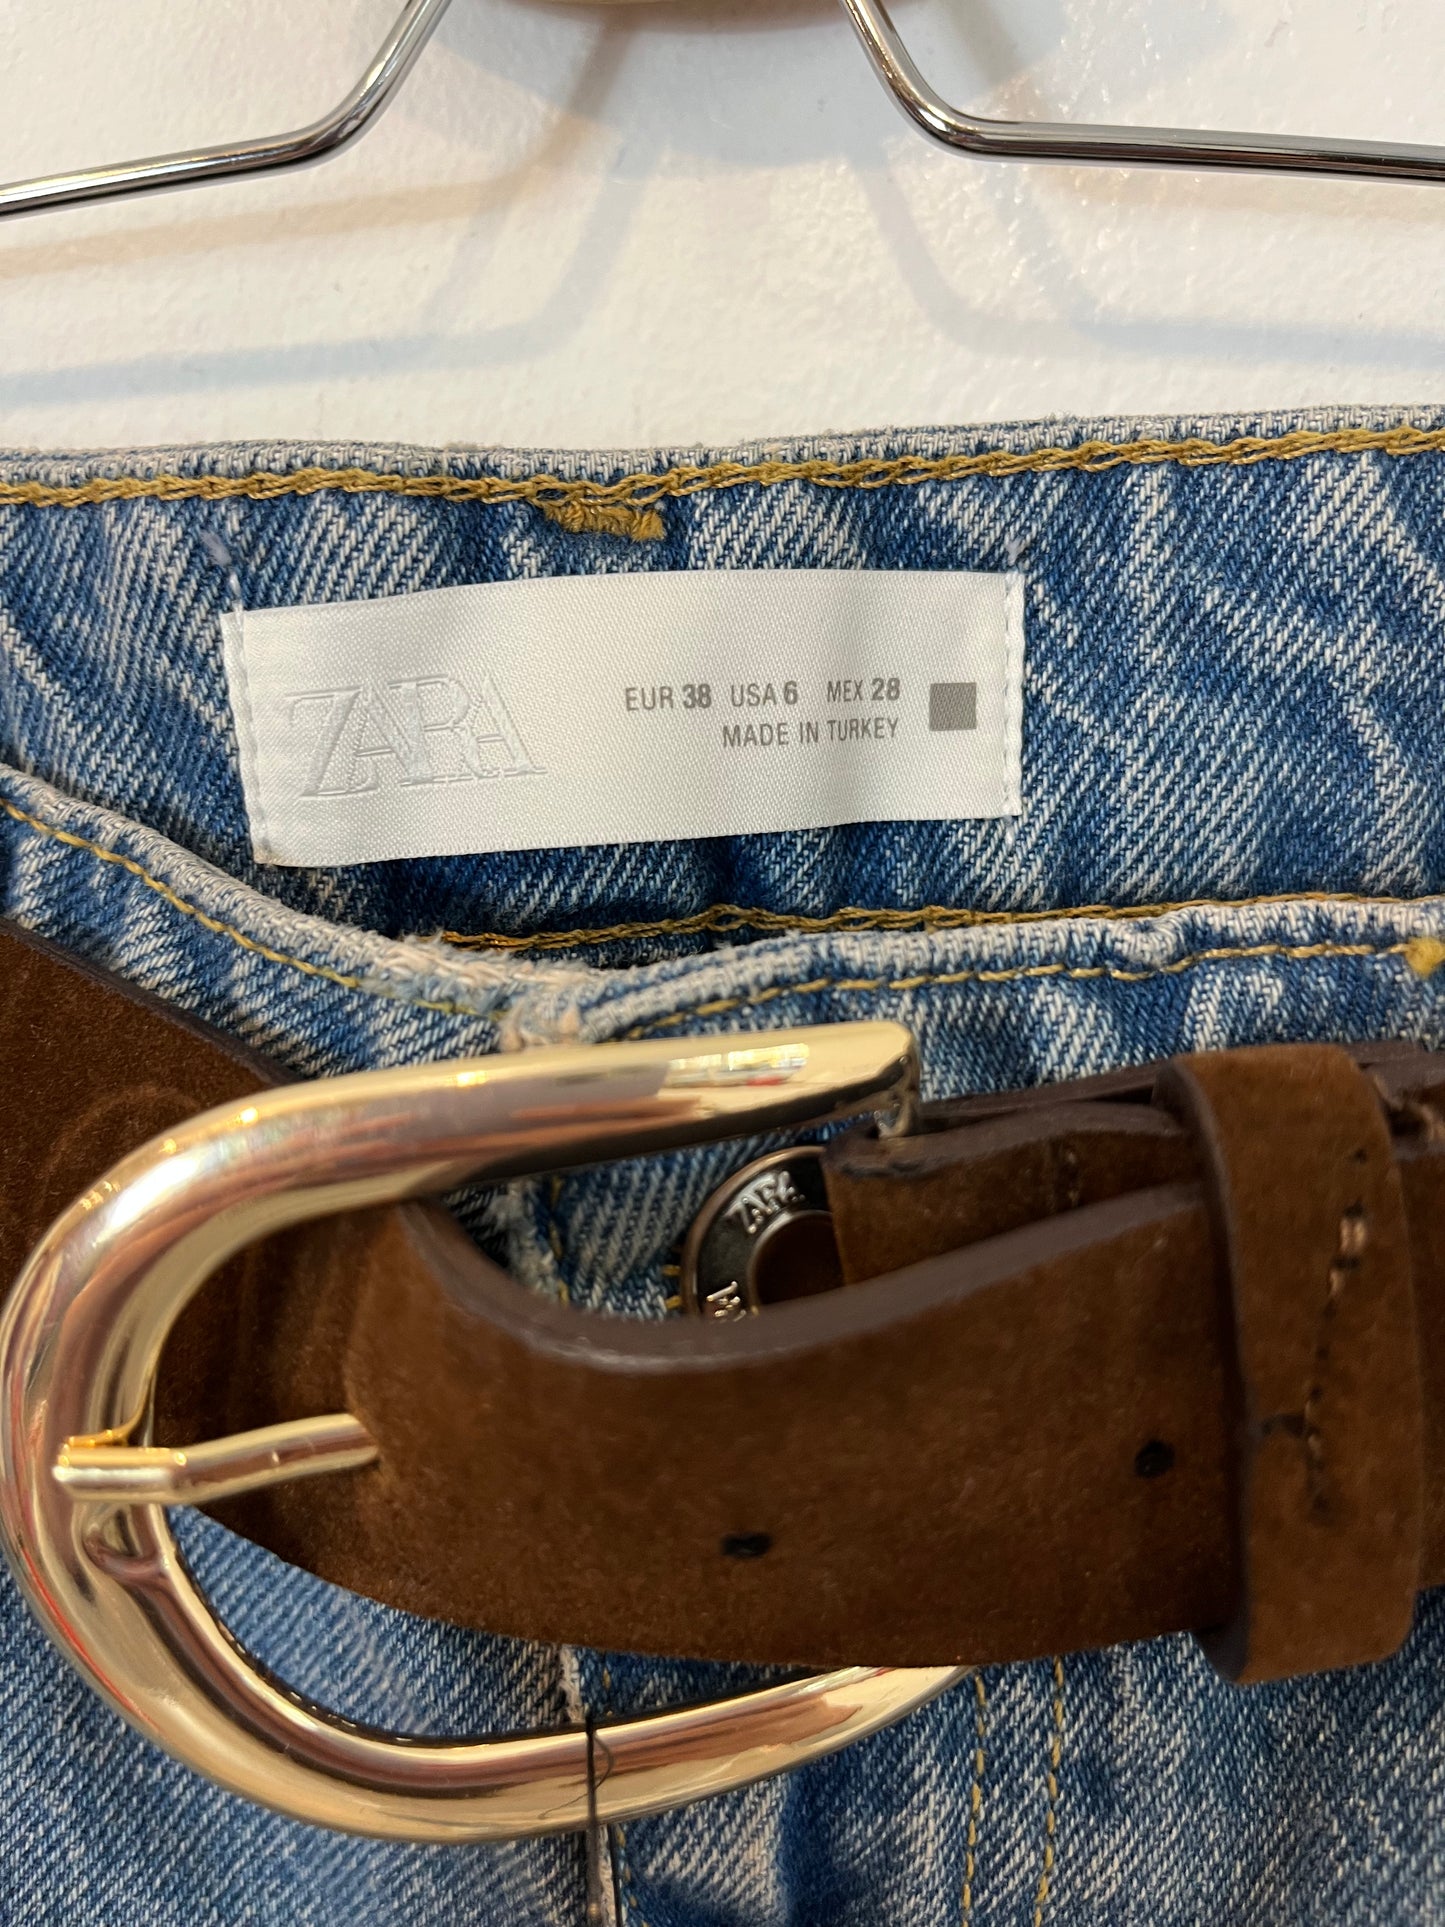 ZARA
EUR 38 USA 6 MEX 28
MADE IN TURKEY
ZARA